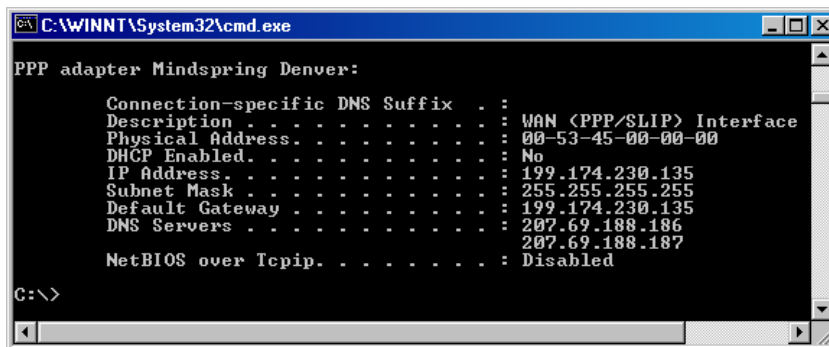 C:\WINNT\System32\cmd.exe
PPP adapter Mindspring Denver:
Connection-specific DNS Suffix . :
Description . . . . . . . . . . . : WAN (PPP/SLIP) Interface
Physical Address. . . . . . . . . : 00-53-45-00-00-00
DHCP Enabled. . . . . . . . . . . : No
IP Address. . . . . . . . . . . . : 199.174.230.135
Subnet Mask . . . . . . . . . . . : 255.255.255.255
Default Gateway . . . . . . . . . : 199.174.230.135
DNS Servers . . . . . . . . . . . : 207.69.188.186
207.69.188.187
NetBIOS over Tcpip. . . . . . . . : Disabled
C:\>